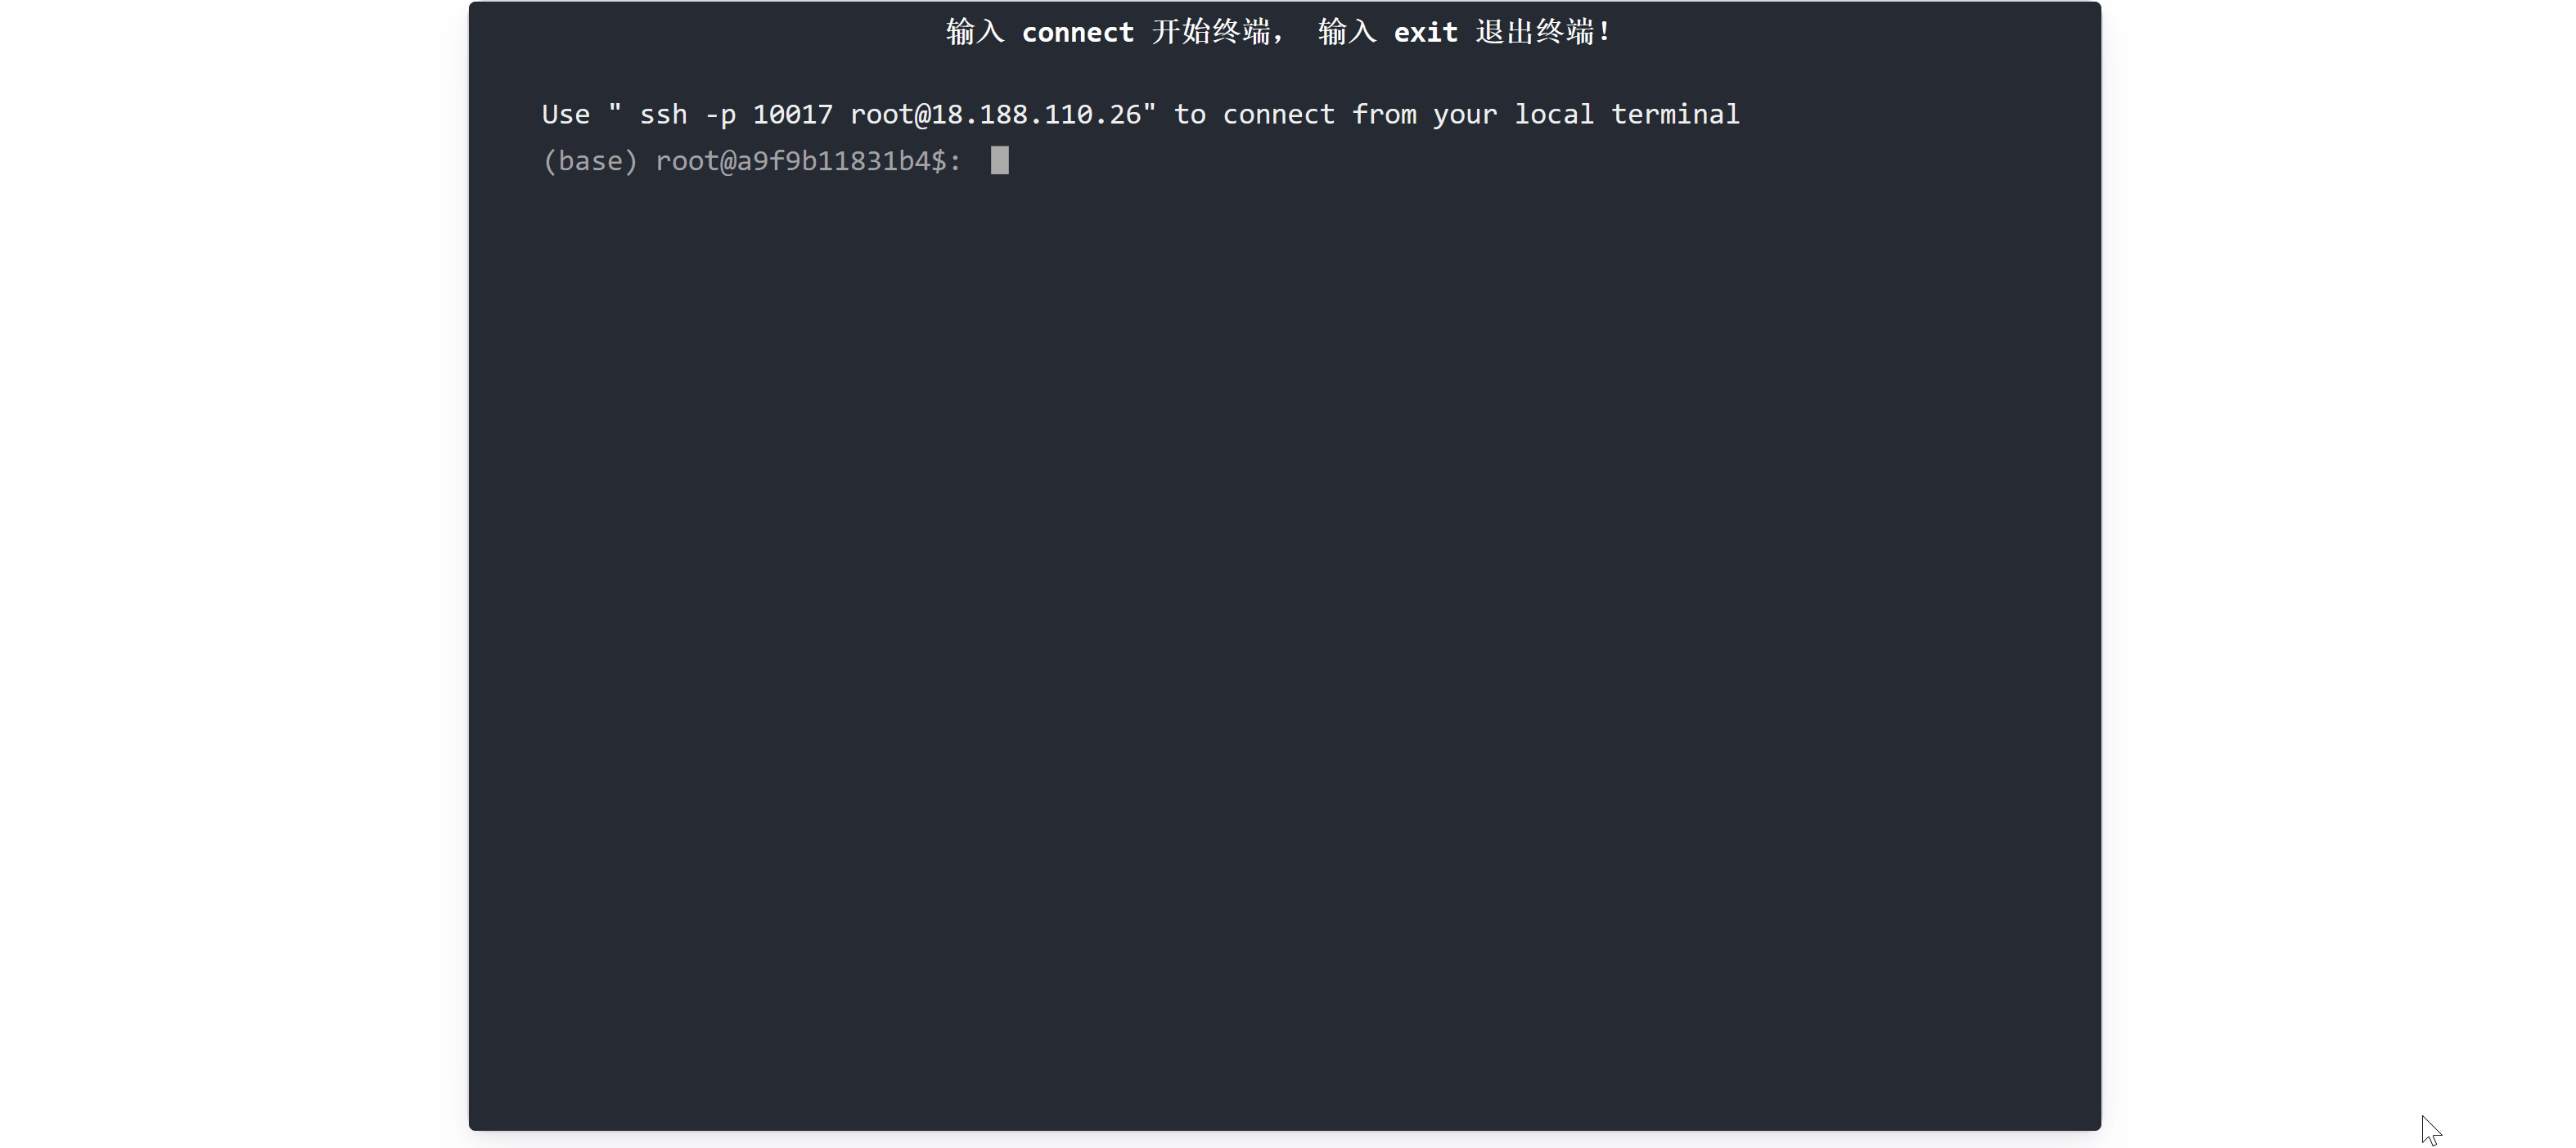 输入 connect 开始终端， 输入 exit 退出终端！
Use " ssh -p 10017 root@18.188.110.26" to connect from your local terminal
(base) root@a9f9b11831b4$: